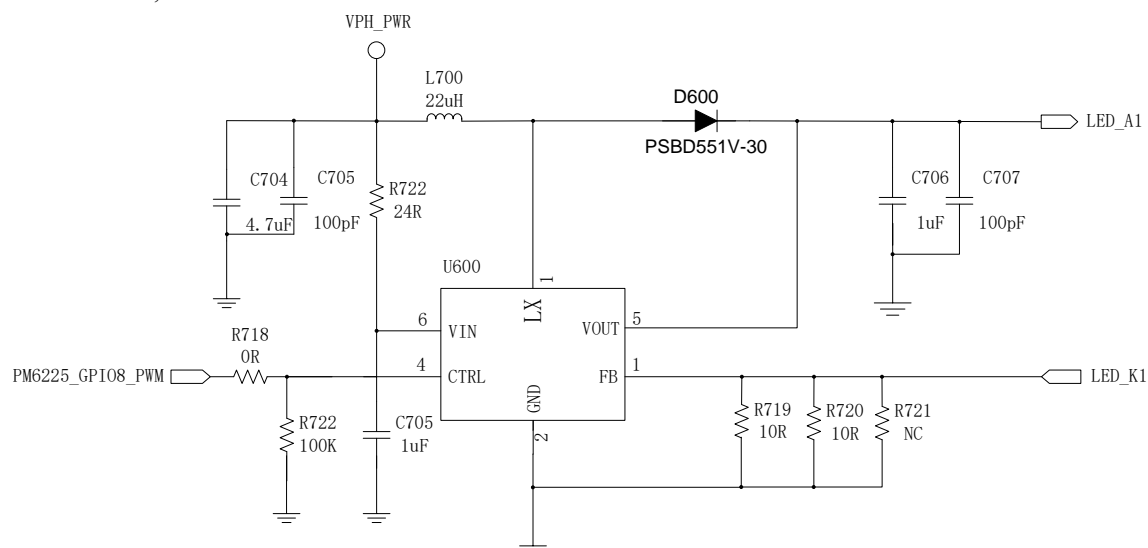 VPH_PWR
L700
22uH
D600
PSBD551V-30
LED_A1
C704
4.7uF
C705
100pF
R722
24R
C706
1uF
C707
100pF
U600
1
LX
6
VIN
VOUT
5
R718
0R
PM6225_GPIO8_PWM
4
CTRL
FB
1
LED_K1
GND
2
R722
100K
C705
1uF
R719
10R
R720
10R
R721
NC